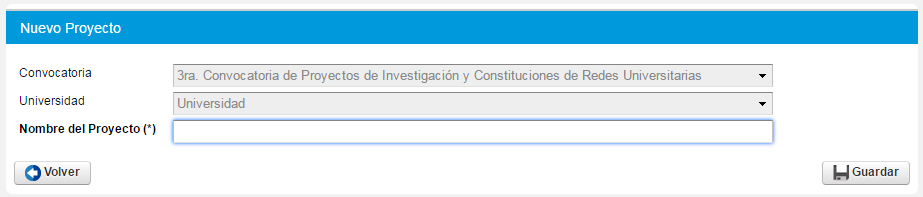 Nuevo Proyecto
Convocatoria 3ra. Convocatoria de Proyectos de Investigación y Constituciones de Redes Universitarias
Universidad Universidad
Nombre del Proyecto (*)
Volver Guardar